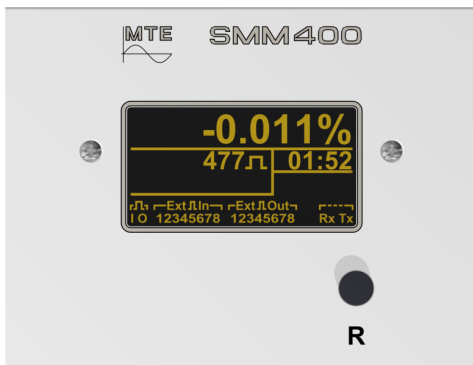 MTE SMM400
-0.011%
477 01:52
Ext In Ext Out
I O 12345678 12345678 Rx Tx
R